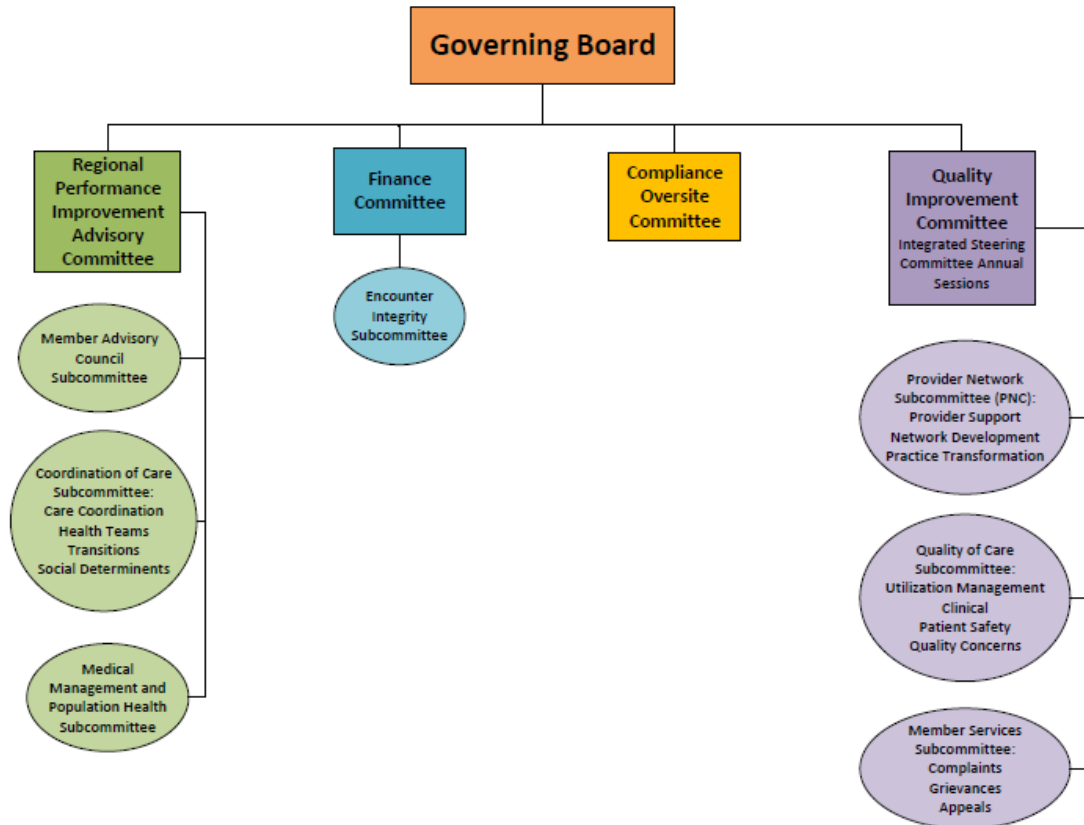 Governing Board
Regional
Performance
Improvement
Advisory
Committee
Finance
Committee
Compliance
Oversite
Committee
Quality
Improvement
Committee
Integrated Steering
Committee Annual
Sessions
Member Advisory
Council
Subcommittee
Encounter
Integrity
Subcommittee
Provider Network
Subcommittee (PNC):
Provider Support
Network Development
Practice Transformation
Coordination of Care
Subcommittee:
Care Coordination
Health Teams
Transitions
Social Determinents
Quality of Care
Subcommittee:
Utilization Management
Clinical
Patient Safety
Quality Concerns
Medical
Management and
Population Health
Subcommittee
Member Services
Subcommittee:
Complaints
Grievances
Appeals